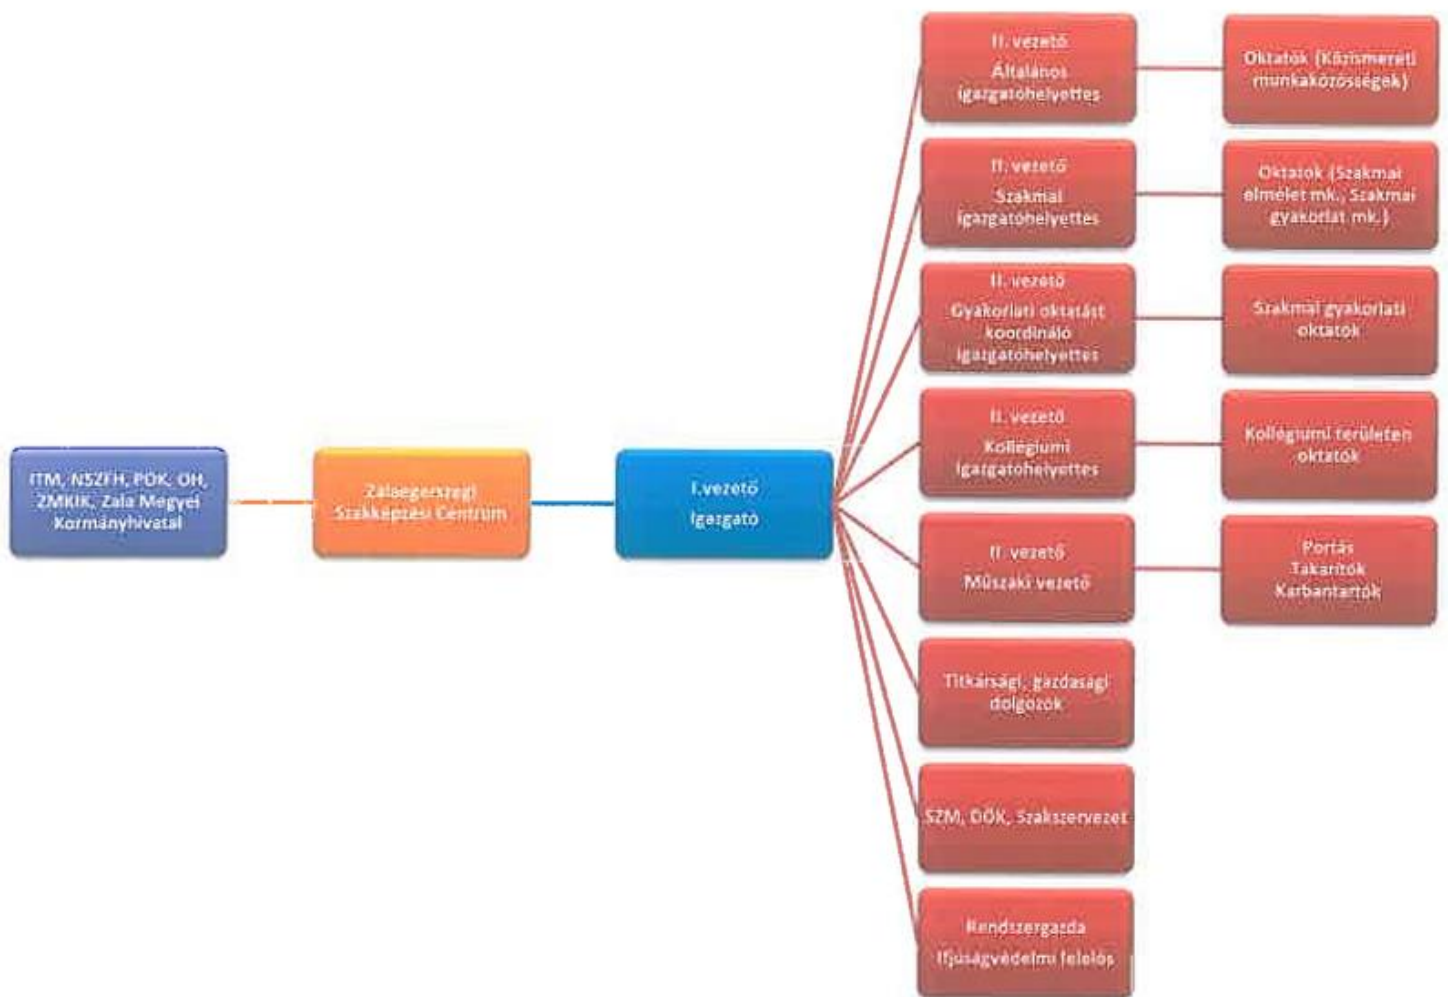 ITM, NSZFH, POK, OH,
ZMKIK, Zala Megyei
Kormányhivatal
Zalaegerszegi
Szakképzési Centrum
I.vezető
Igazgató
II. vezető
Általános
igazgatóhelyettes
Oktatók (Közismereti
munkaközösségek)
II. vezető
Szakmai
igazgatóhelyettes
Oktatók (Szakmai
elmélet mk., Szakmai
gyakorlat mk.)
II. vezető
Gyakorlati oktatást
koordináló
igazgatóhelyettes
Szakmai gyakorlati
oktatók
II. vezető
Kollégiumi
igazgatóhelyettes
Kollégiumi területen
oktatók
II. vezető
Műszaki vezető
Portás
Takarítók
Karbantartók
Titkársági, gazdasági
dolgozók
SZM, DÖK, Szakszervezet
Rendszergazda
Ifjúságvédelmi felelős